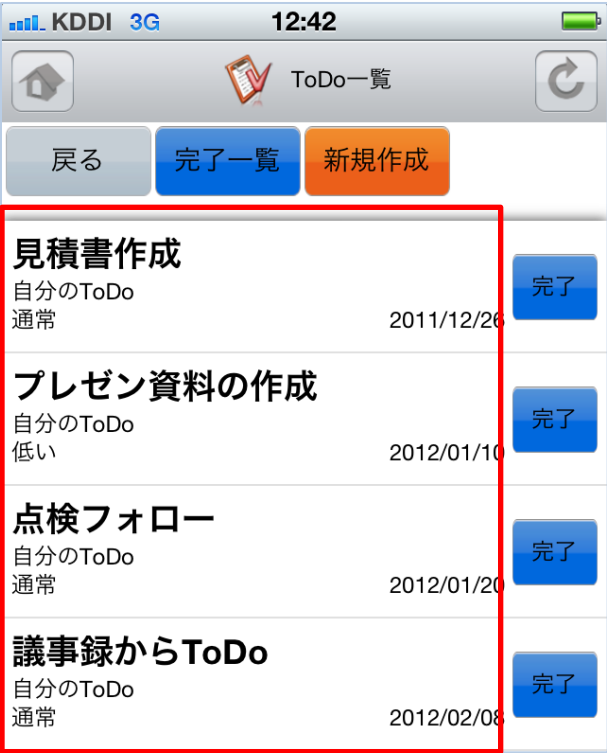 KDDI 3G 12:42
ToDo一覧
戻る 完了一覧 新規作成
見積書作成
自分のToDo
通常 2011/12/26
完了
プレゼン資料の作成
自分のToDo
低い 2012/01/10
完了
点検フォロー
自分のToDo
通常 2012/01/20
完了
議事録からToDo
自分のToDo
通常 2012/02/08
完了